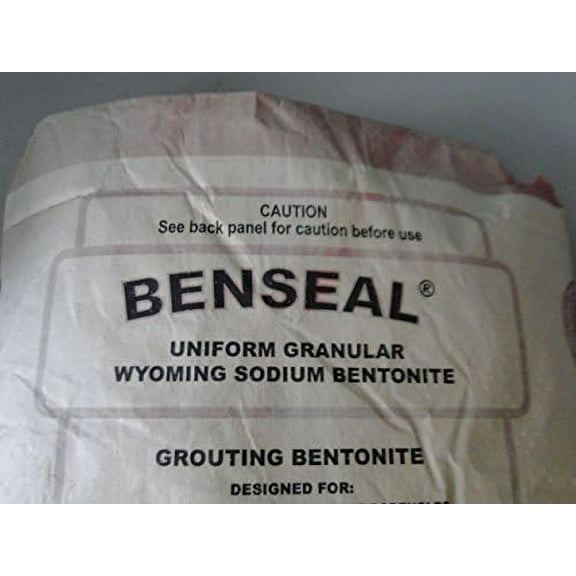 CAUTION
See back panel for caution before use
BENSEAL®
UNIFORM GRANULAR
WYOMING SODIUM BENTONITE
GROUTING BENTONITE
DESIGNED FOR: